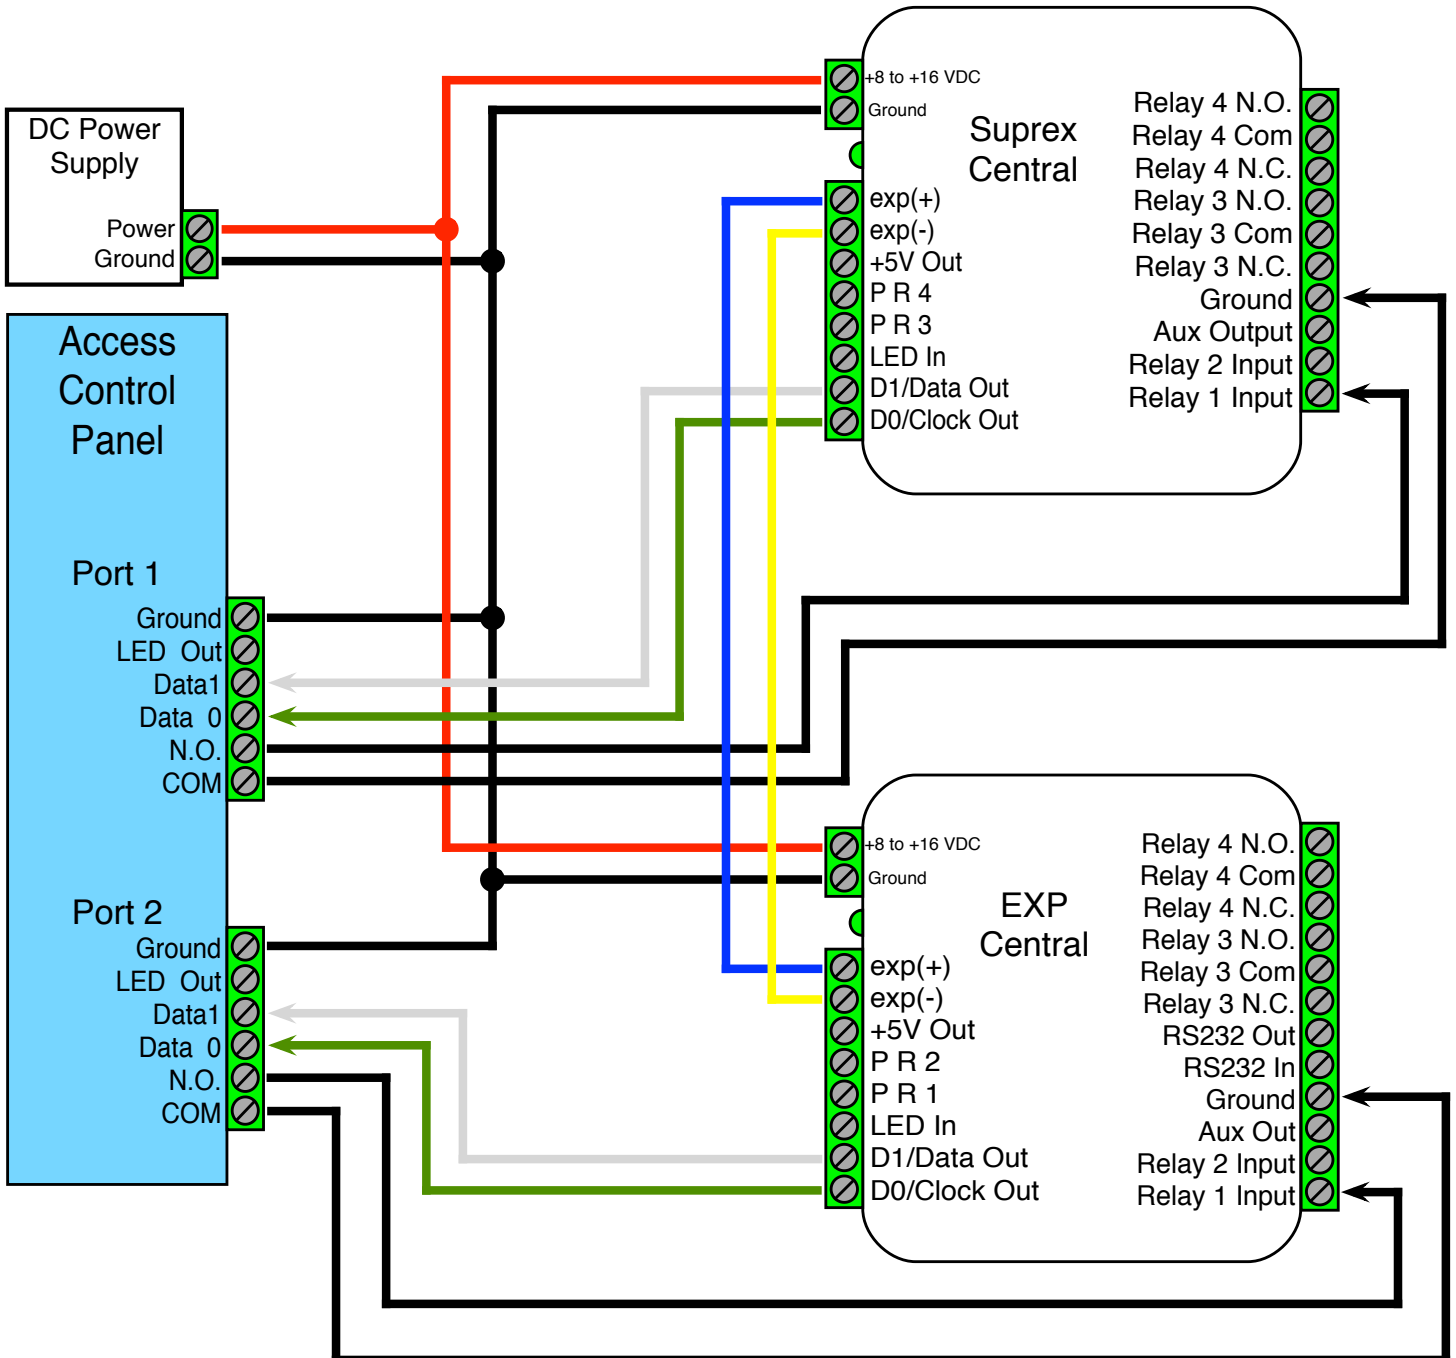 DC Power
Supply
Power
Ground
Access
Control
Panel
Port 1
Ground
LED Out
Data1
Data 0
N.O.
COM
Port 2
Ground
LED Out
Data1
Data 0
N.O.
COM
+8 to +16 VDC
Ground
Suprex
Central
exp(+)
exp(-)
+5V Out
P R 4
P R 3
LED In
D1/Data Out
D0/Clock Out
Relay 4 N.O.
Relay 4 Com
Relay 4 N.C.
Relay 3 N.O.
Relay 3 Com
Relay 3 N.C.
Ground
Aux Output
Relay 2 Input
Relay 1 Input
+8 to +16 VDC
Ground
EXP
Central
exp(+)
exp(-)
+5V Out
P R 2
P R 1
LED In
D1/Data Out
D0/Clock Out
Relay 4 N.O.
Relay 4 Com
Relay 4 N.C.
Relay 3 N.O.
Relay 3 Com
Relay 3 N.C.
RS232 Out
RS232 In
Ground
Aux Out
Relay 2 Input
Relay 1 Input